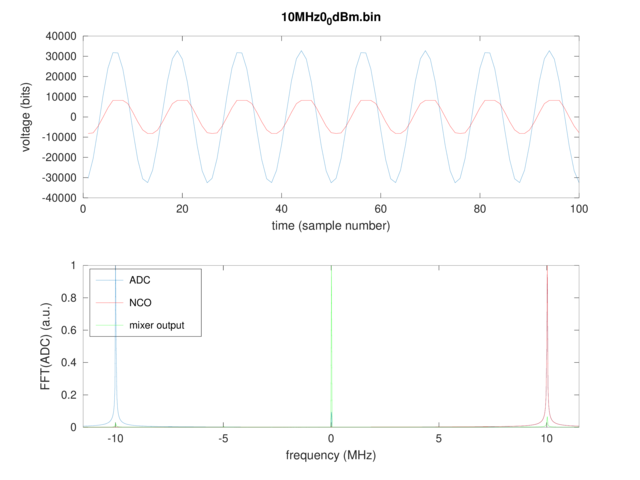 10MHz0₀dBm.bin
40000
30000
20000
10000
0
-10000
-20000
-30000
-40000
voltage (bits)
0 20 40 60 80 100
time (sample number)
1
0.8
0.6
0.4
0.2
0
FFT(ADC) (a.u.)
ADC
NCO
mixer output
-10 -5 0 5 10
frequency (MHz)